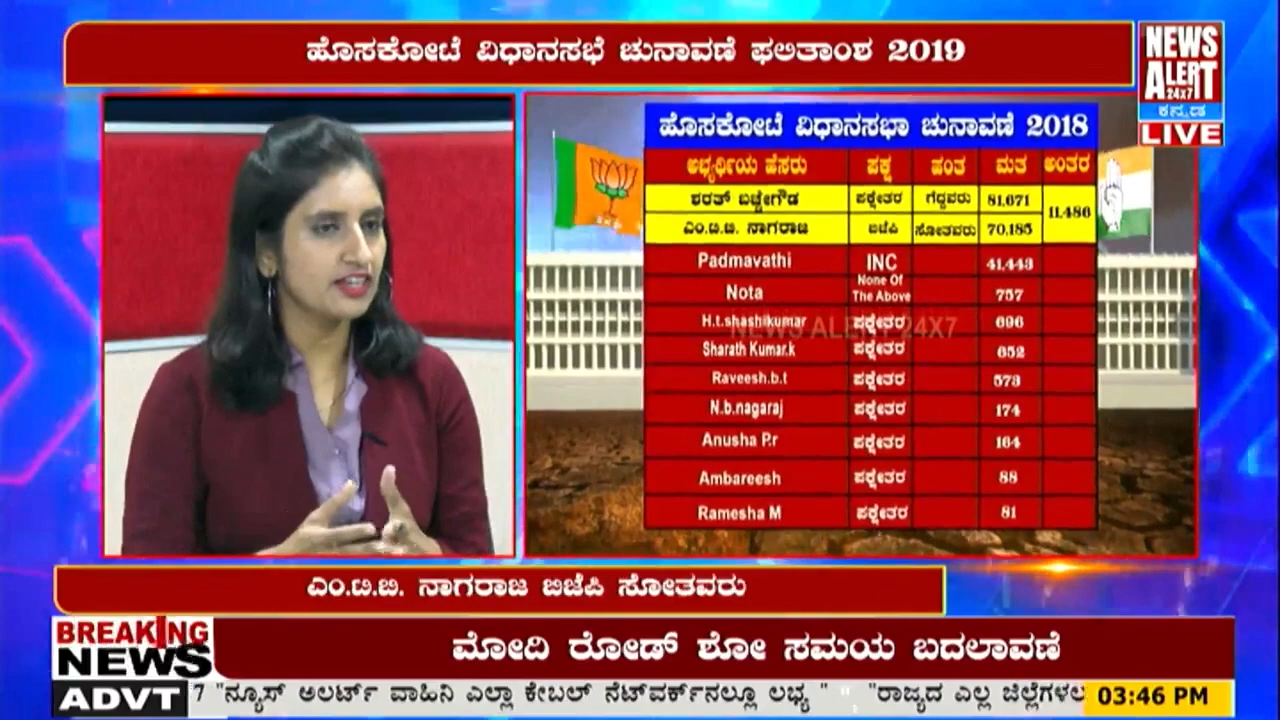 ಹೊಸಕೋಟೆ ವಿಧಾನಸಭೆ ಚುನಾವಣೆ ಫಲಿತಾಂಶ 2019
NEWS
ALERT
24X7
ಕನ್ನಡ
LIVE
ಹೊಸಕೋಟೆ ವಿಧಾನಸಭಾ ಚುನಾವಣೆ 2018
ಅಭ್ಯರ್ಥಿಯ ಹೆಸರು ಪಕ್ಷ ಹಂತ ಮತ ಅಂತರ
ಶರತ್ ಬಚ್ಚೇಗೌಡ ಪಕ್ಷೇತರ ಗೆದ್ದವರು 81,671 11,486
ಎಂ.ಟಿ.ಬಿ. ನಾಗರಾಜ ಬಿಜೆಪಿ ಸೋತವರು 70,185
Padmavathi INC 41,443
Nota None Of The Above 757
H.t.shashikumar ಪಕ್ಷೇತರ 696
Sharath Kumar.k ಪಕ್ಷೇತರ 652
Raveesh.b.t ಪಕ್ಷೇತರ 573
N.b.nagaraj ಪಕ್ಷೇತರ 174
Anusha P.r ಪಕ್ಷೇತರ 164
Ambareesh ಪಕ್ಷೇತರ 88
Ramesha M ಪಕ್ಷೇತರ 81
NEWS ALERT 24X7
ಎಂ.ಟಿ.ಬಿ. ನಾಗರಾಜ ಬಿಜೆಪಿ ಸೋತವರು
BREAKING
NEWS
ಮೋದಿ ರೋಡ್ ಶೋ ಸಮಯ ಬದಲಾವಣೆ
ADVT 7 "ನ್ಯೂಸ್ ಅಲರ್ಟ್ ವಾಹಿನಿ ಎಲ್ಲಾ ಕೇಬಲ್ ನೆಟ್‌ವರ್ಕ್‌ನಲ್ಲೂ ಲಭ್ಯ " "ರಾಜ್ಯದ ಎಲ್ಲ ಜಿಲ್ಲೆಗಳಲ 03:46 PM